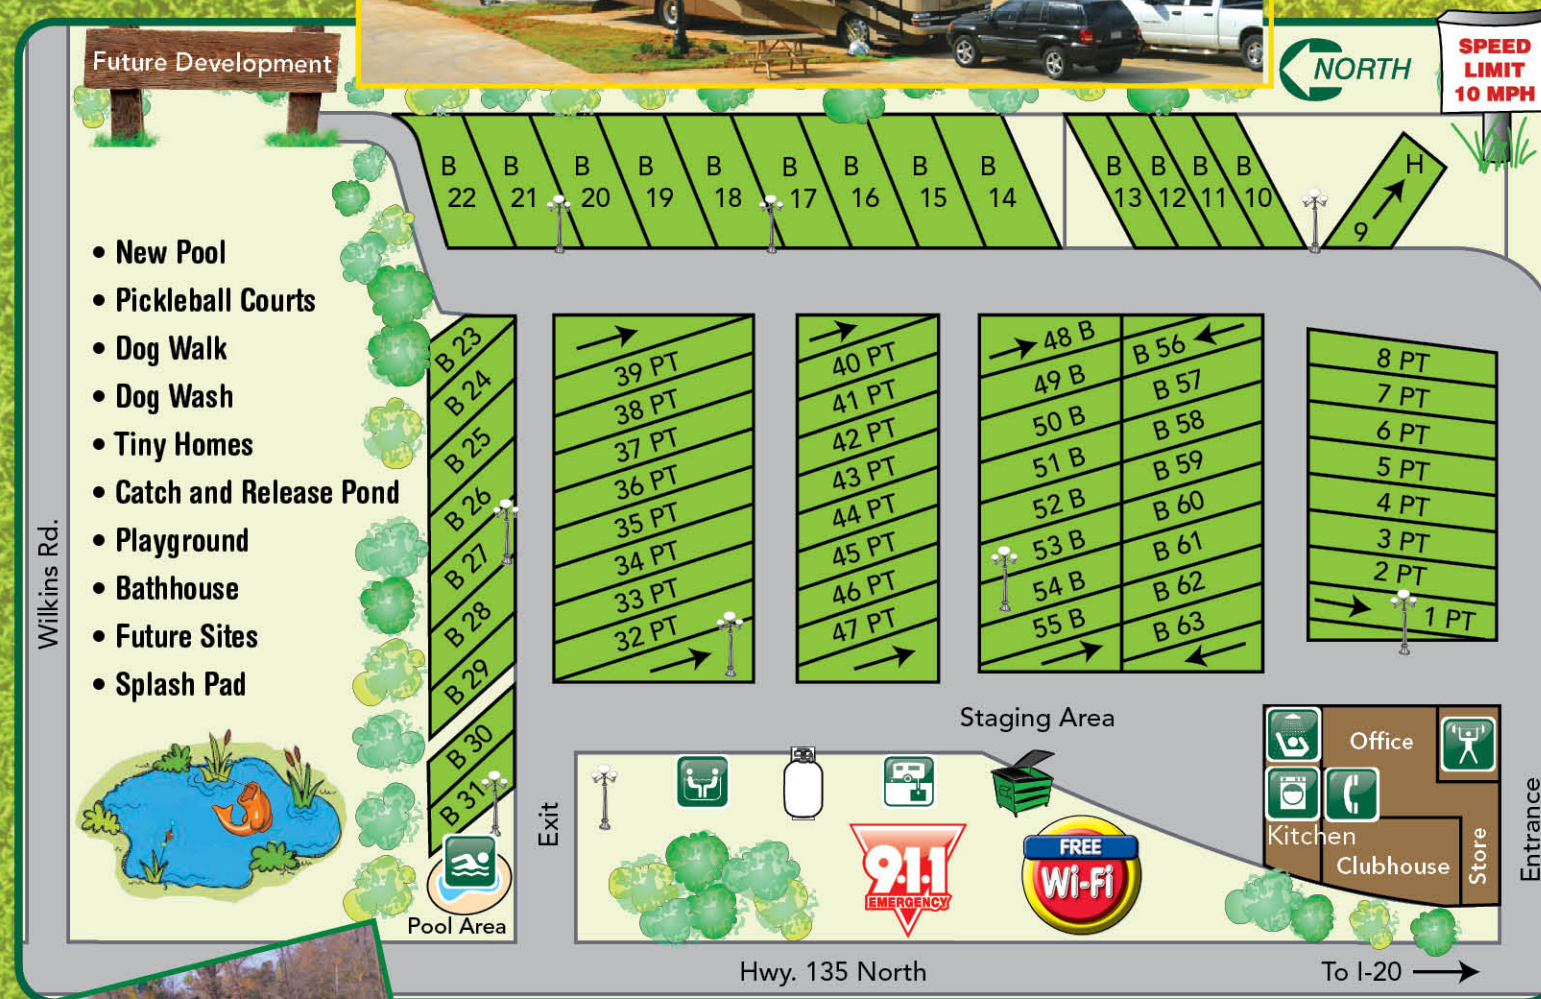 Future Development
NORTH
SPEED
LIMIT
10 MPH
B
22
B
21
B
20
B
19
B
18
B
17
B
16
B
15
B
14
B
13
B
12
B
11
B
10
H
9
• New Pool
• Pickleball Courts
• Dog Walk
• Dog Wash
• Tiny Homes
• Catch and Release Pond
• Playground
• Bathhouse
• Future Sites
• Splash Pad
Wilkins Rd.
B 23
B 24
B 25
B 26
B 27
B 28
B 29
B 30
B 31
39 PT
38 PT
37 PT
36 PT
35 PT
34 PT
33 PT
32 PT
40 PT
41 PT
42 PT
43 PT
44 PT
45 PT
46 PT
47 PT
48 B
49 B
50 B
51 B
52 B
53 B
54 B
55 B
B 56
B 57
B 58
B 59
B 60
B 61
B 62
B 63
8 PT
7 PT
6 PT
5 PT
4 PT
3 PT
2 PT
1 PT
Staging Area
Office
Kitchen
Clubhouse
Store
Entrance
Exit
Pool Area
9·1·1
EMERGENCY
FREE
Wi-Fi
Hwy. 135 North
To I-20